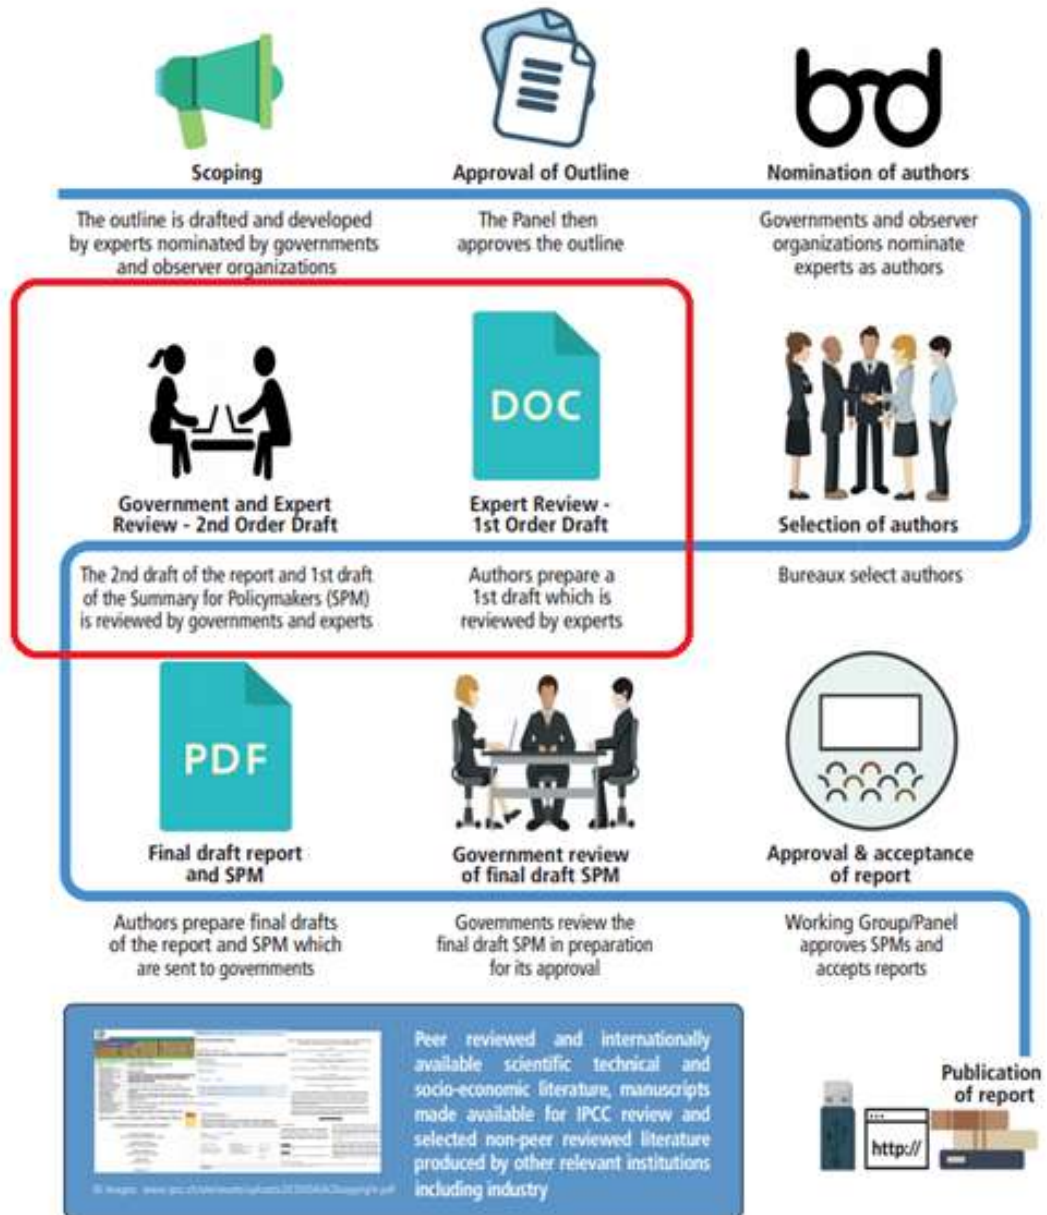 Scoping
Approval of Outline
Nomination of authors
The outline is drafted and developed
by experts nominated by governments
and observer organizations
The Panel then
approves the outline
Governments and observer
organizations nominate
experts as authors
DOC
Government and Expert
Review - 2nd Order Draft
Expert Review -
1st Order Draft
Selection of authors
The 2nd draft of the report and 1st draft
of the Summary for Policymakers (SPM)
is reviewed by governments and experts
Authors prepare a
1st draft which is
reviewed by experts
Bureaux select authors
PDF
Final draft report
and SPM
Government review
of final draft SPM
Approval & acceptance
of report
Authors prepare final drafts
of the report and SPM which
are sent to governments
Governments review the
final draft SPM in preparation
for its approval
Working Group/Panel
approves SPMs and
accepts reports
Peer reviewed and internationally
available scientific technical and
socio-economic literature, manuscripts
made available for IPCC review and
selected non-peer reviewed literature
produced by other relevant institutions
including industry
Publication
of report
http://